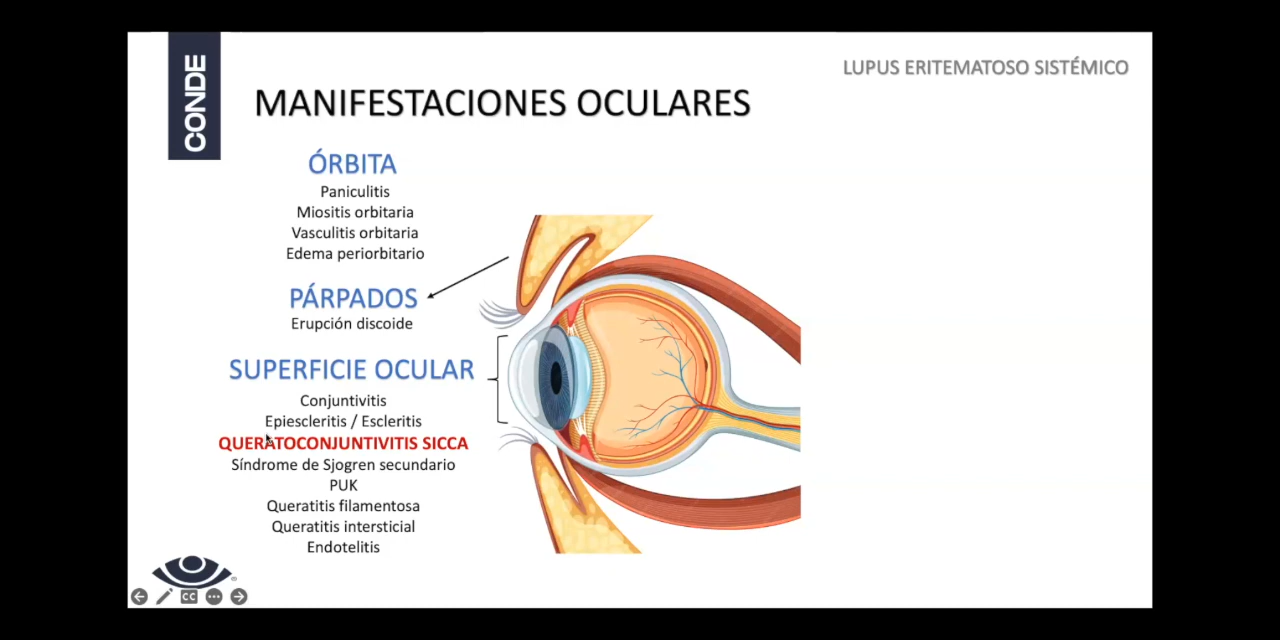 CONDE
LUPUS ERITEMATOSO SISTÉMICO
MANIFESTACIONES OCULARES
ÓRBITA
Paniculitis
Miositis orbitaria
Vasculitis orbitaria
Edema periorbitario
PÁRPADOS
Erupción discoide
SUPERFICIE OCULAR
Conjuntivitis
Epiescleritis / Escleritis
QUERATOCONJUNTIVITIS SICCA
Síndrome de Sjogren secundario
PUK
Queratitis filamentosa
Queratitis intersticial
Endotelitis
CC